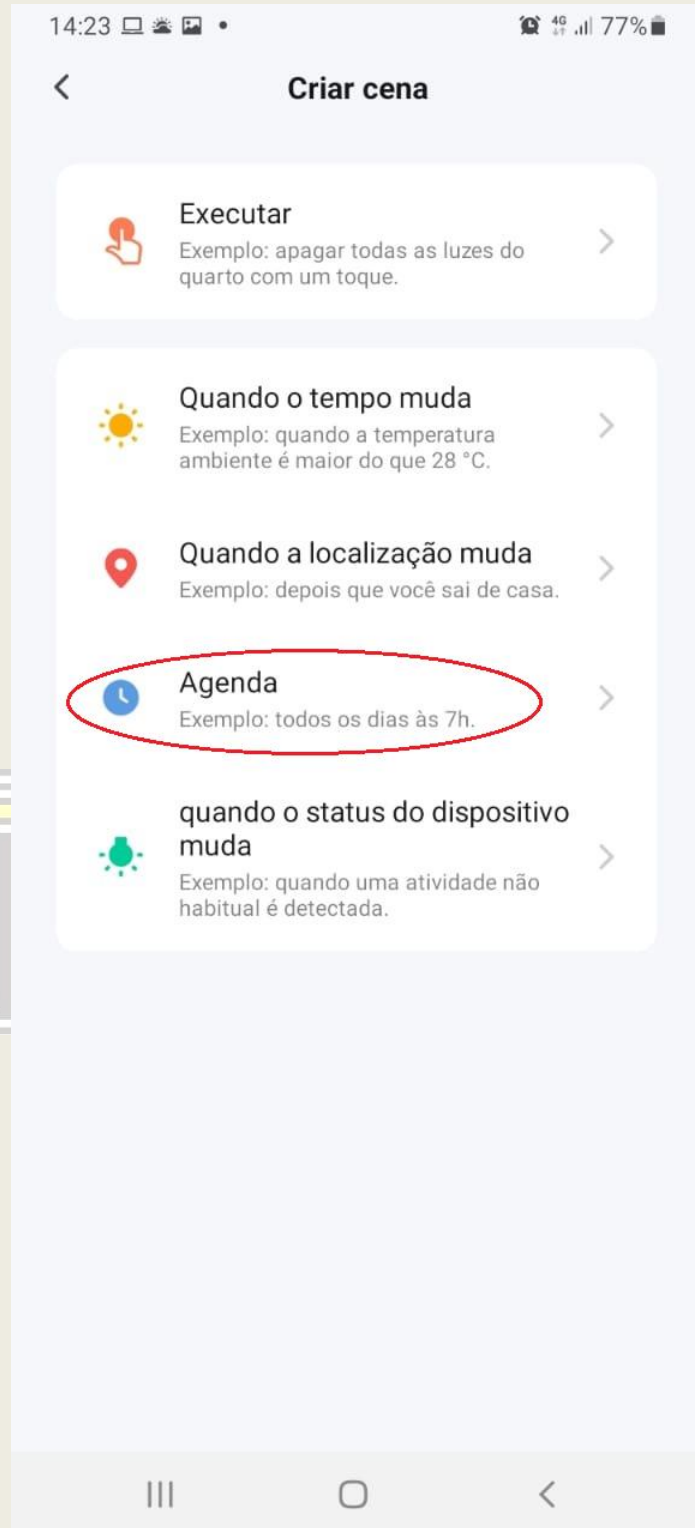 14:23
4G
77%
Criar cena
Executar
Exemplo: apagar todas as luzes do
quarto com um toque.
Quando o tempo muda
Exemplo: quando a temperatura
ambiente é maior do que 28 °C.
Quando a localização muda
Exemplo: depois que você sai de casa.
Agenda
Exemplo: todos os dias às 7h.
quando o status do dispositivo
muda
Exemplo: quando uma atividade não
habitual é detectada.